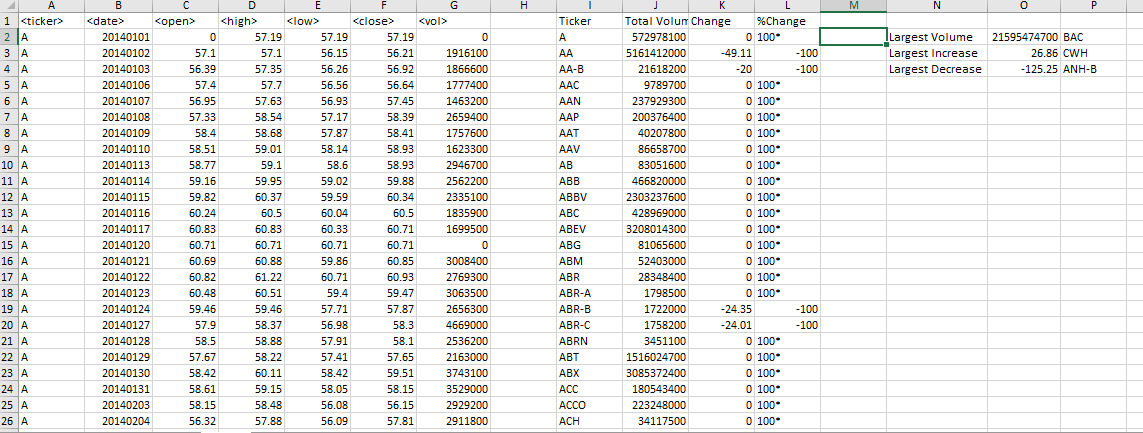 A B C D E F G H I J K L M N O P
1 <ticker> <date> <open> <high> <low> <close> <vol> Ticker Total Volum Change %Change
2 A 20140101 0 57.19 57.19 57.19 0 A 572978100 0 100* Largest Volume 21595474700 BAC
3 A 20140102 57.1 57.1 56.15 56.21 1916100 AA 5161412000 -49.11 -100 Largest Increase 26.86 CWH
4 A 20140103 56.39 57.35 56.26 56.92 1866600 AA-B 21618200 -20 -100 Largest Decrease -125.25 ANH-B
5 A 20140106 57.4 57.7 56.56 56.64 1777400 AAC 9789700 0 100*
6 A 20140107 56.95 57.63 56.93 57.45 1463200 AAN 237929300 0 100*
7 A 20140108 57.33 58.54 57.17 58.39 2659400 AAP 200376400 0 100*
8 A 20140109 58.4 58.68 57.87 58.41 1757600 AAT 40207800 0 100*
9 A 20140110 58.51 59.01 58.14 58.93 1623300 AAV 86658700 0 100*
10 A 20140113 58.77 59.1 58.6 58.93 2946700 AB 83051600 0 100*
11 A 20140114 59.16 59.95 59.02 59.88 2562200 ABB 466820000 0 100*
12 A 20140115 59.82 60.37 59.59 60.34 2335100 ABBV 2303237600 0 100*
13 A 20140116 60.24 60.5 60.04 60.5 1835900 ABC 428969000 0 100*
14 A 20140117 60.83 60.83 60.33 60.71 1699500 ABEV 3208014300 0 100*
15 A 20140120 60.71 60.71 60.71 60.71 0 ABG 81065600 0 100*
16 A 20140121 60.69 60.88 59.86 60.85 3008400 ABM 52403000 0 100*
17 A 20140122 60.82 61.22 60.71 60.93 2769300 ABR 28348400 0 100*
18 A 20140123 60.48 60.51 59.4 59.47 3063500 ABR-A 1798500 0 100*
19 A 20140124 59.46 59.46 57.71 57.87 2656300 ABR-B 1722000 -24.35 -100
20 A 20140127 57.9 58.37 56.98 58.3 4669000 ABR-C 1758200 -24.01 -100
21 A 20140128 58.5 58.88 57.91 58.1 2536200 ABRN 3451100 0 100*
22 A 20140129 57.67 58.22 57.41 57.65 2163000 ABT 1516024700 0 100*
23 A 20140130 58.42 60.11 58.42 59.51 3743100 ABX 3085372400 0 100*
24 A 20140131 58.61 59.15 58.05 58.15 3529000 ACC 180543400 0 100*
25 A 20140203 58.15 58.48 56.08 56.15 2929200 ACCO 223248000 0 100*
26 A 20140204 56.32 57.88 56.09 57.81 2911800 ACH 34117500 0 100*